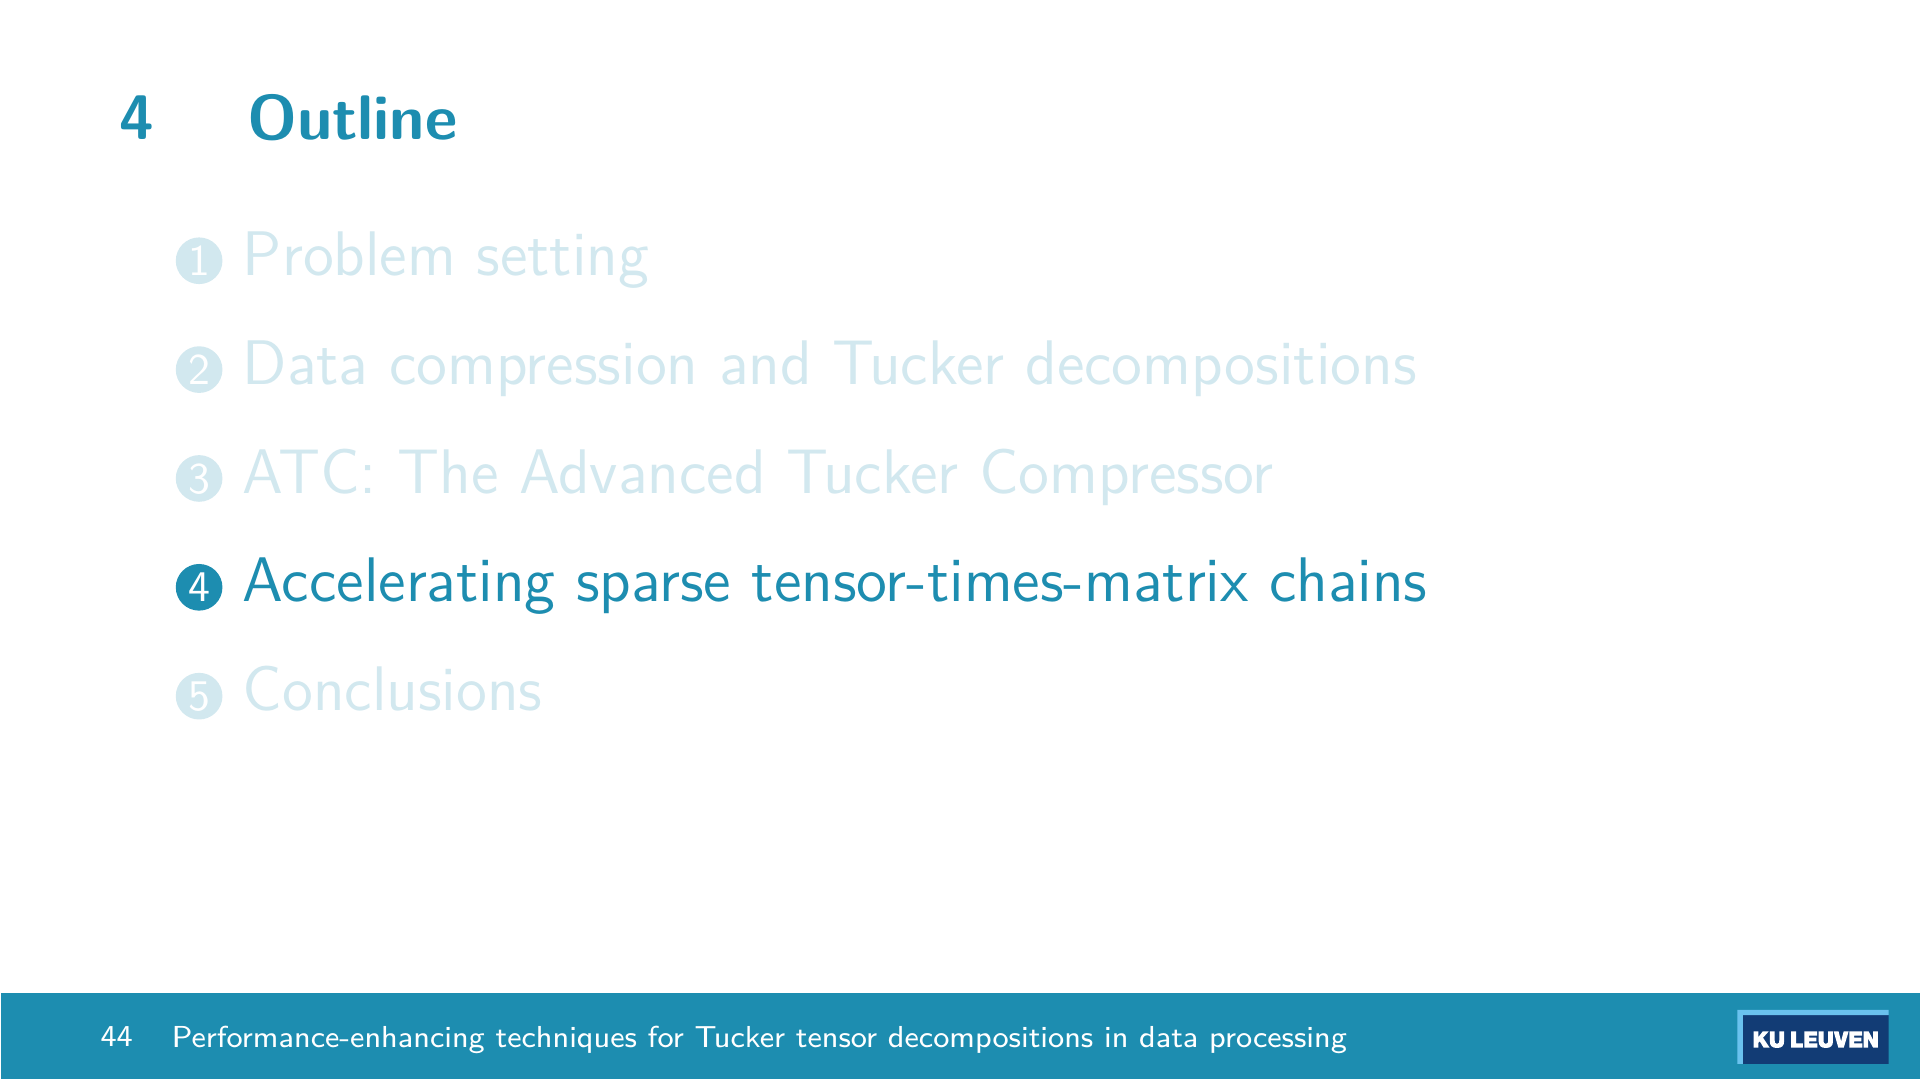 4 Outline
1 Problem setting
2 Data compression and Tucker decompositions
3 ATC: The Advanced Tucker Compressor
4 Accelerating sparse tensor-times-matrix chains
5 Conclusions
44 Performance-enhancing techniques for Tucker tensor decompositions in data processing
KU LEUVEN